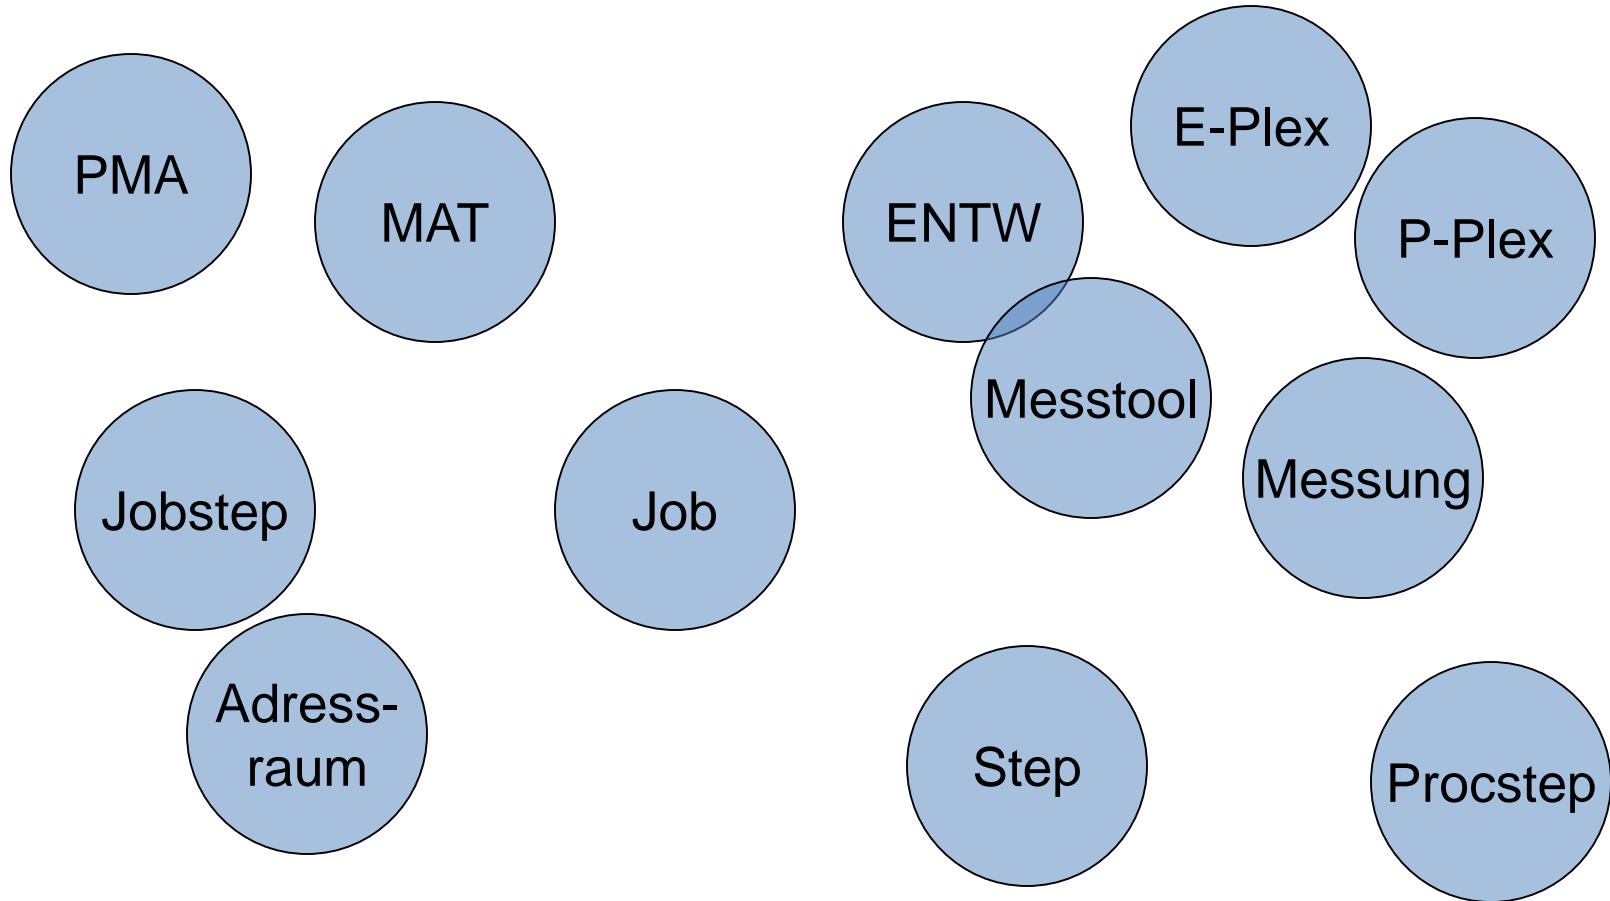 PMA
MAT
ENTW
E-Plex
P-Plex
Messtool
Messung
Jobstep
Job
Adress-
raum
Step
Procstep